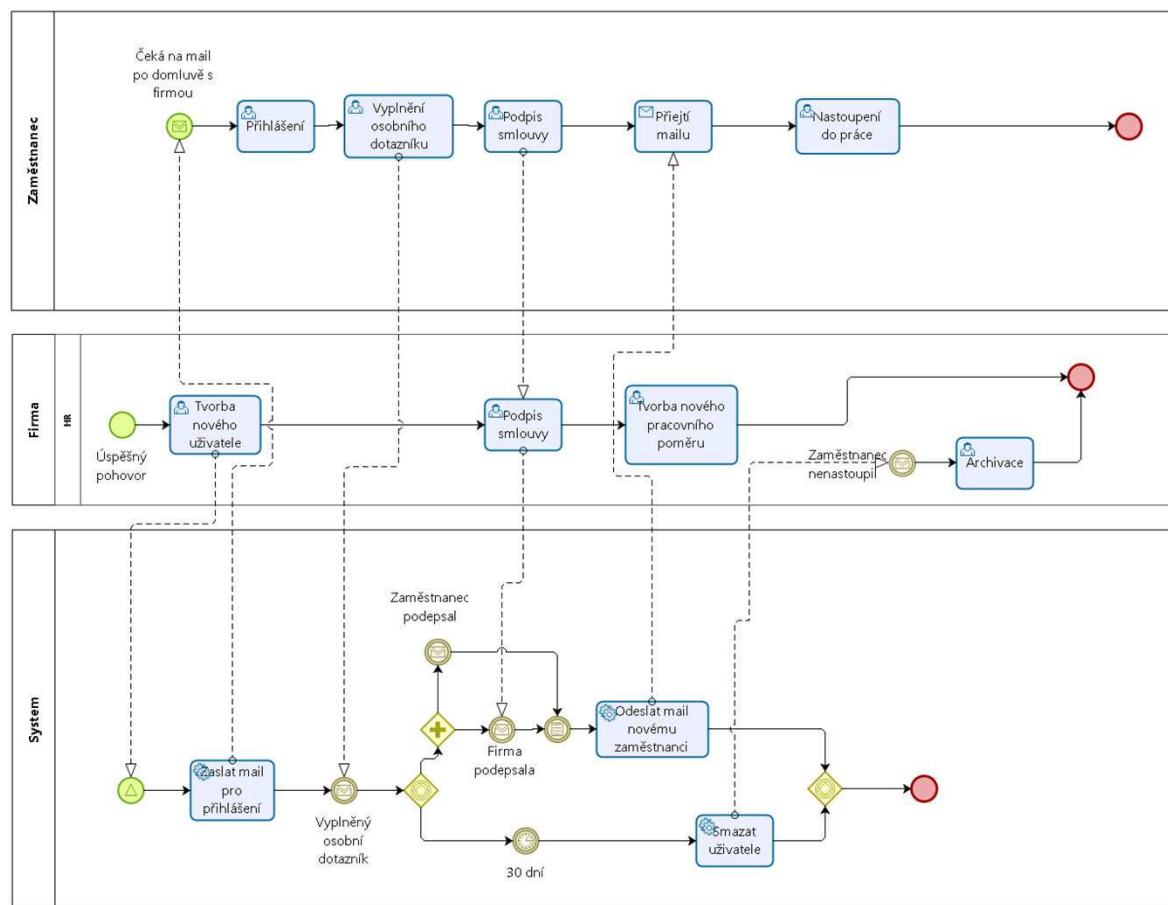 Zaměstnanec
Čeká na mail
po domluvě s
firmou
Přihlášení
Vyplnění
osobního
dotazníku
Podpis
smlouvy
Přiejtí
mailu
Nastoupení
do práce
Firma
HR
Úspěšný
pohovor
Tvorba
nového
uživatele
Podpis
smlouvy
Tvorba nového
pracovního
poměru
Zaměstnanec
nenastoupil
Archivace
System
Zaslat mail
pro
přihlášení
Vyplněný
osobní
dotazník
Zaměstnanec
podepsal
Firma
podepsala
Odeslat mail
novému
zaměstnanci
30 dní
Smazat
uživatele